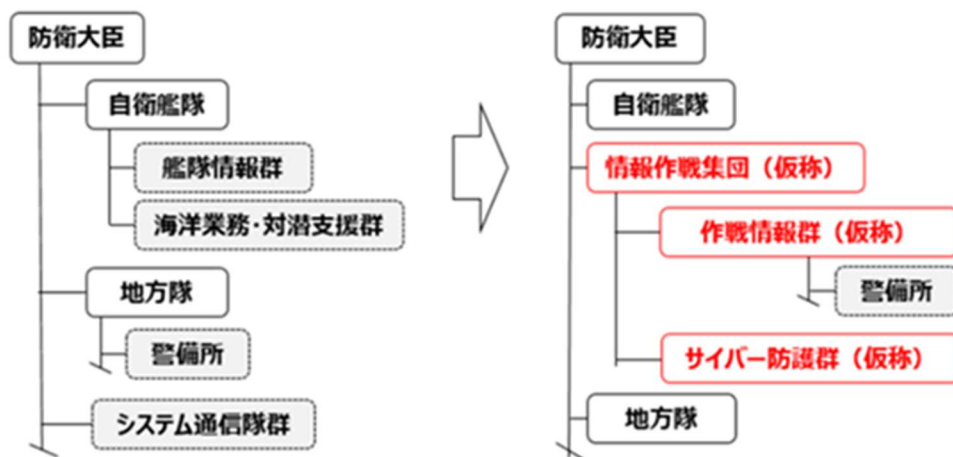 防衛大臣
自衛艦隊
艦隊情報群
海洋業務・対潜支援群
地方隊
警備所
システム通信隊群
防衛大臣
自衛艦隊
情報作戦集団（仮称）
作戦情報群（仮称）
警備所
サイバー防護群（仮称）
地方隊